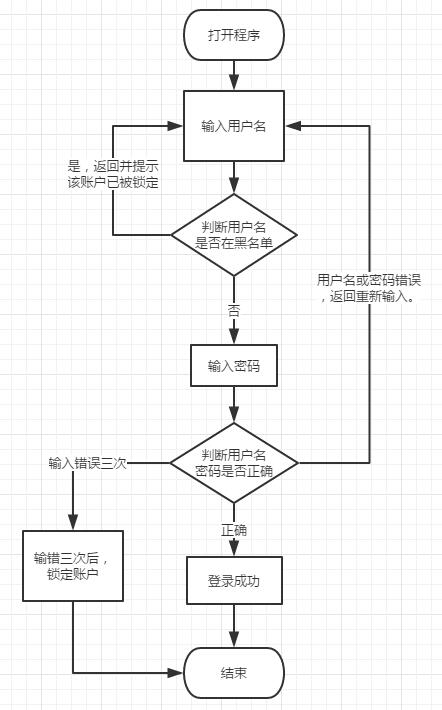 打开程序
输入用户名
是，返回并提示
该账户已被锁定
判断用户名
是否在黑名单
用户名或密码错误
，返回重新输入。
否
输入密码
判断用户名
密码是否正确
输入错误三次
正确
输错三次后，
锁定账户
登录成功
结束